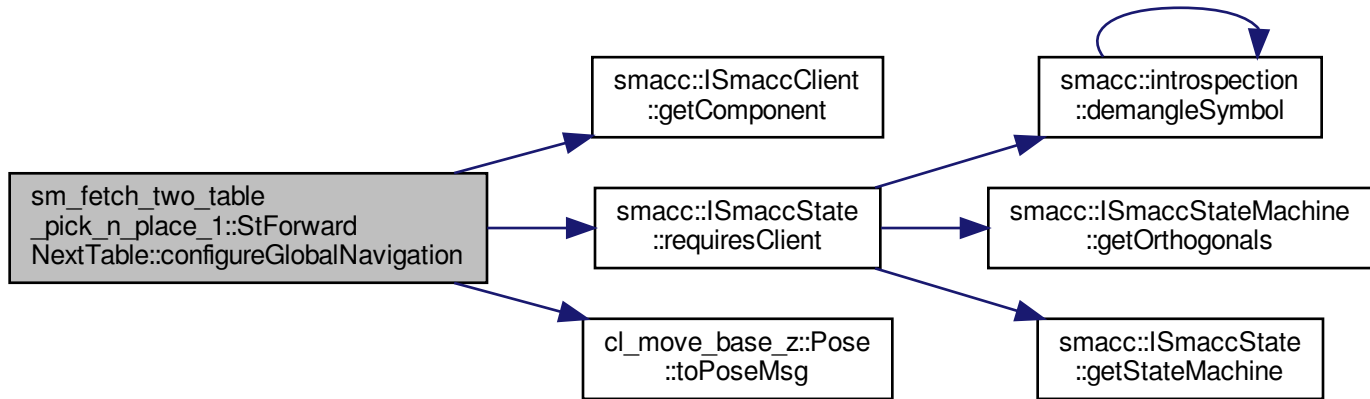 sm_fetch_two_table
_pick_n_place_1::StForward
NextTable::configureGlobalNavigation
smacc::ISmaccClient
::getComponent
smacc::ISmaccState
::requiresClient
cl_move_base_z::Pose
::toPoseMsg
smacc::introspection
::demangleSymbol
smacc::ISmaccStateMachine
::getOrthogonals
smacc::ISmaccState
::getStateMachine